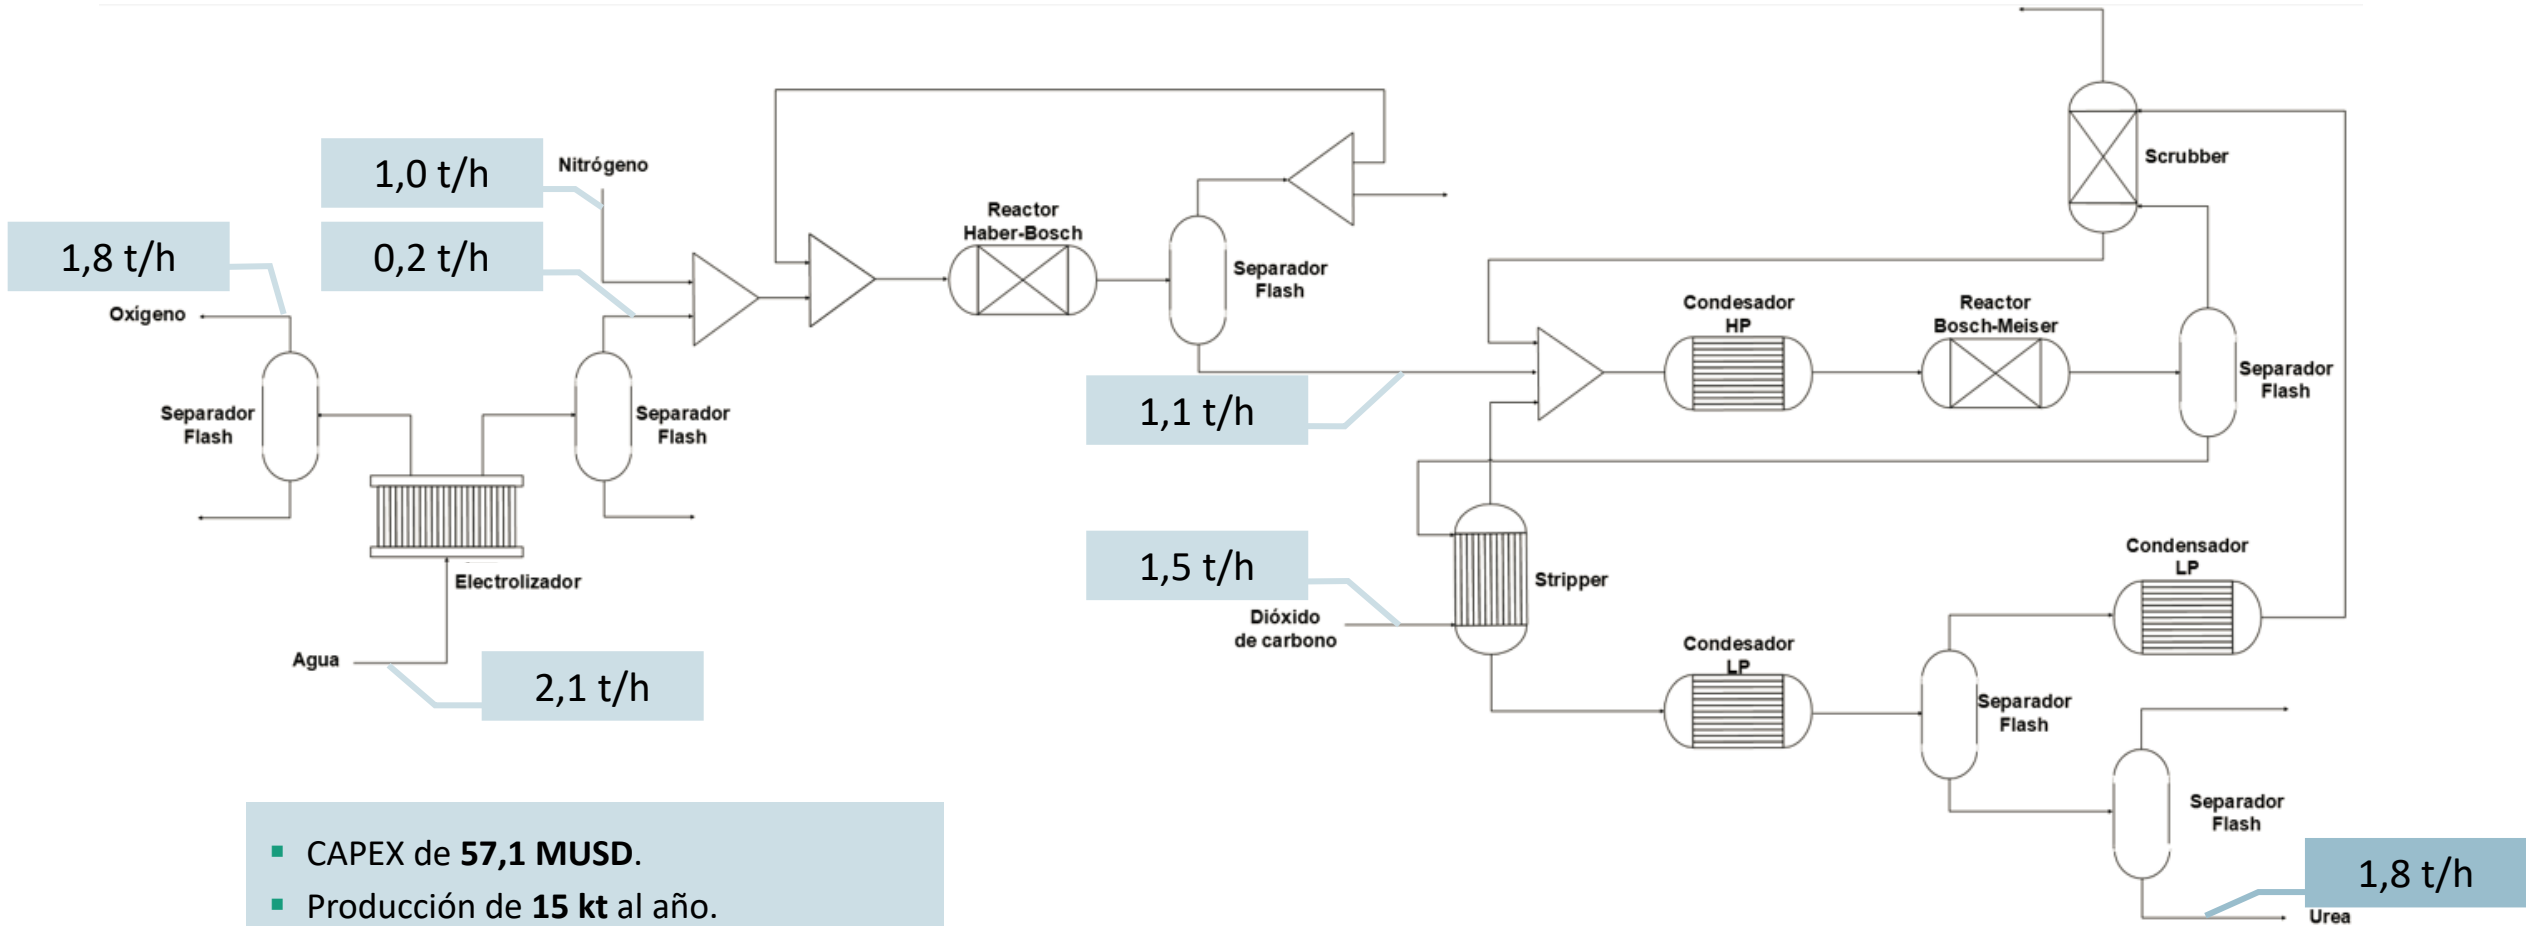 1,0 t/h
Nitrógeno
0,2 t/h
1,8 t/h
Oxígeno
Separador
Flash
Separador
Flash
Electrolizador
Agua
2,1 t/h
Reactor
Haber-Bosch
Separador
Flash
1,1 t/h
Scrubber
Condesador
HP
Reactor
Bosch-Meiser
Separador
Flash
1,5 t/h
Dióxido
de carbono
Stripper
Condesador
LP
Separador
Flash
Condensador
LP
Separador
Flash
1,8 t/h
Urea
▪ CAPEX de 57,1 MUSD.
▪ Producción de 15 kt al año.